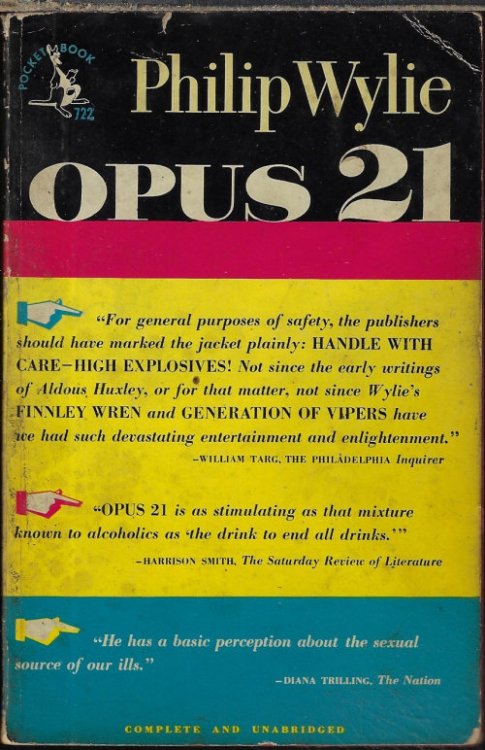 POCKET BOOK
722
Philip Wylie
OPUS 21
"For general purposes of safety, the publishers
should have marked the jacket plainly: HANDLE WITH
CARE—HIGH EXPLOSIVES! Not since the early writings
of Aldous Huxley, or for that matter, not since Wylie's
FINNLEY WREN and GENERATION OF VIPERS have
we had such devastating entertainment and enlightenment."
–WILLIAM TARG, THE PHILADELPHIA Inquirer
"OPUS 21 is as stimulating as that mixture
known to alcoholics as 'the drink to end all drinks.'"
–HARRISON SMITH, The Saturday Review of Literature
"He has a basic perception about the sexual
source of our ills."
–DIANA TRILLING, The Nation
COMPLETE AND UNABRIDGED